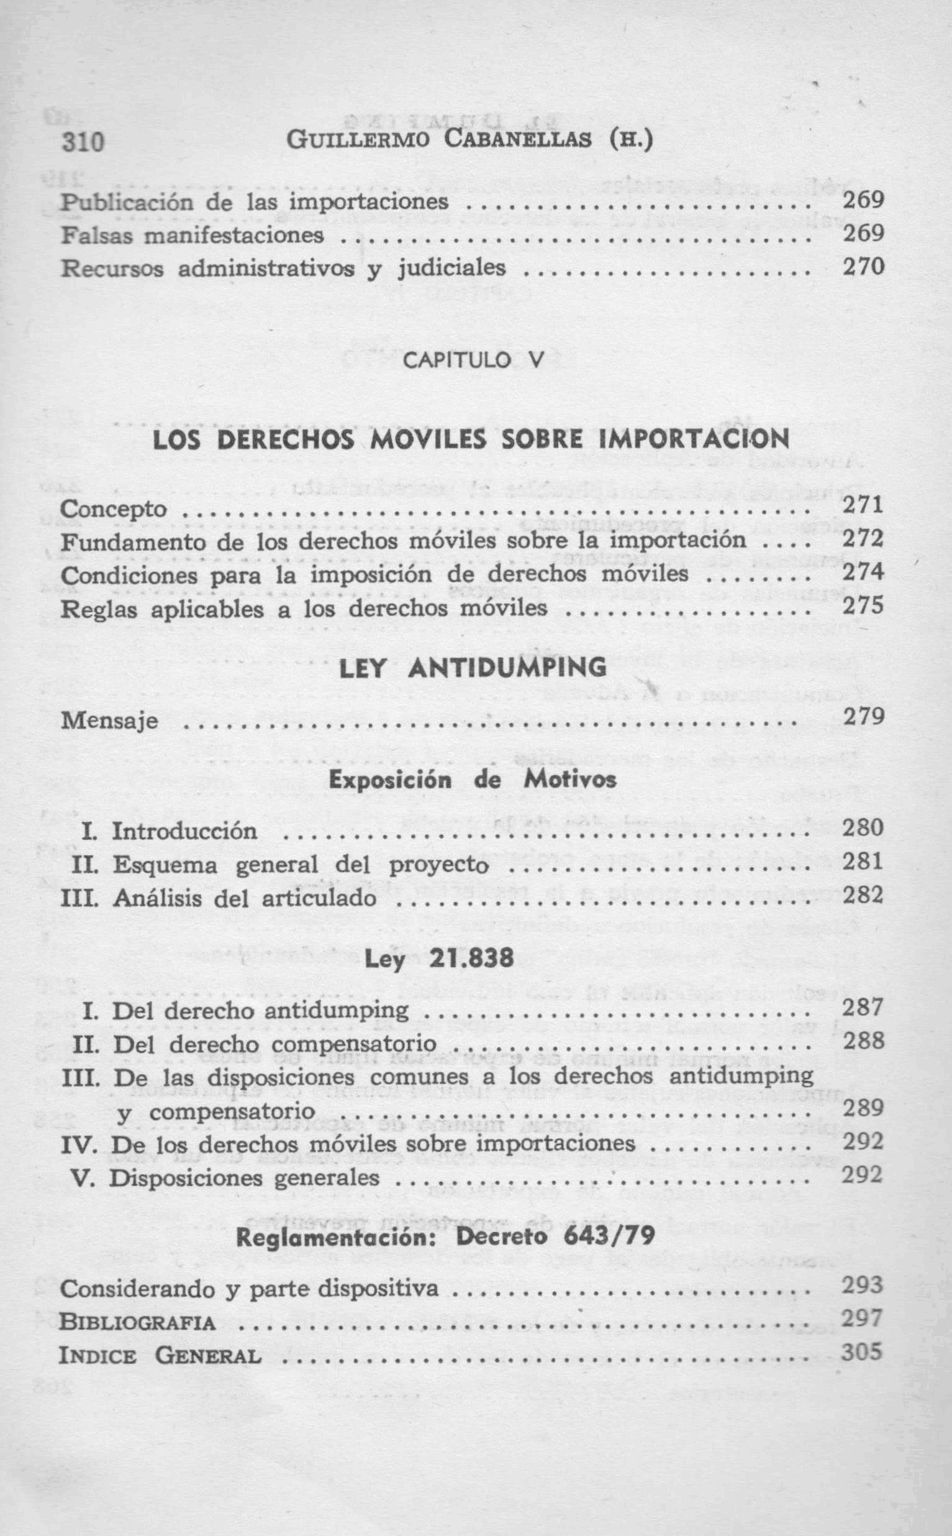 310 GUILLERMO CABANELLAS (H.)
Publicación de las importaciones ........................ 269
Falsas manifestaciones ................................. 269
Recursos administrativos y judiciales .................... 270
CAPITULO V
LOS DERECHOS MOVILES SOBRE IMPORTACION
Concepto ............................................ 271
Fundamento de los derechos móviles sobre la importación .... 272
Condiciones para la imposición de derechos móviles ........ 274
Reglas aplicables a los derechos móviles .................. 275
LEY ANTIDUMPING
Mensaje ............................................ 279
Exposición de Motivos
I. Introducción ..................................... 280
II. Esquema general del proyecto ...................... 281
III. Análisis del articulado ............................. 282
Ley 21.838
I. Del derecho antidumping ........................... 287
II. Del derecho compensatorio ......................... 288
III. De las disposiciones comunes a los derechos antidumping
y compensatorio ................................. 289
IV. De los derechos móviles sobre importaciones ............ 292
V. Disposiciones generales ............................. 292
Reglamentación: Decreto 643/79
Considerando y parte dispositiva ......................... 293
BIBLIOGRAFIA ........................................ 297
INDICE GENERAL ..................................... 305